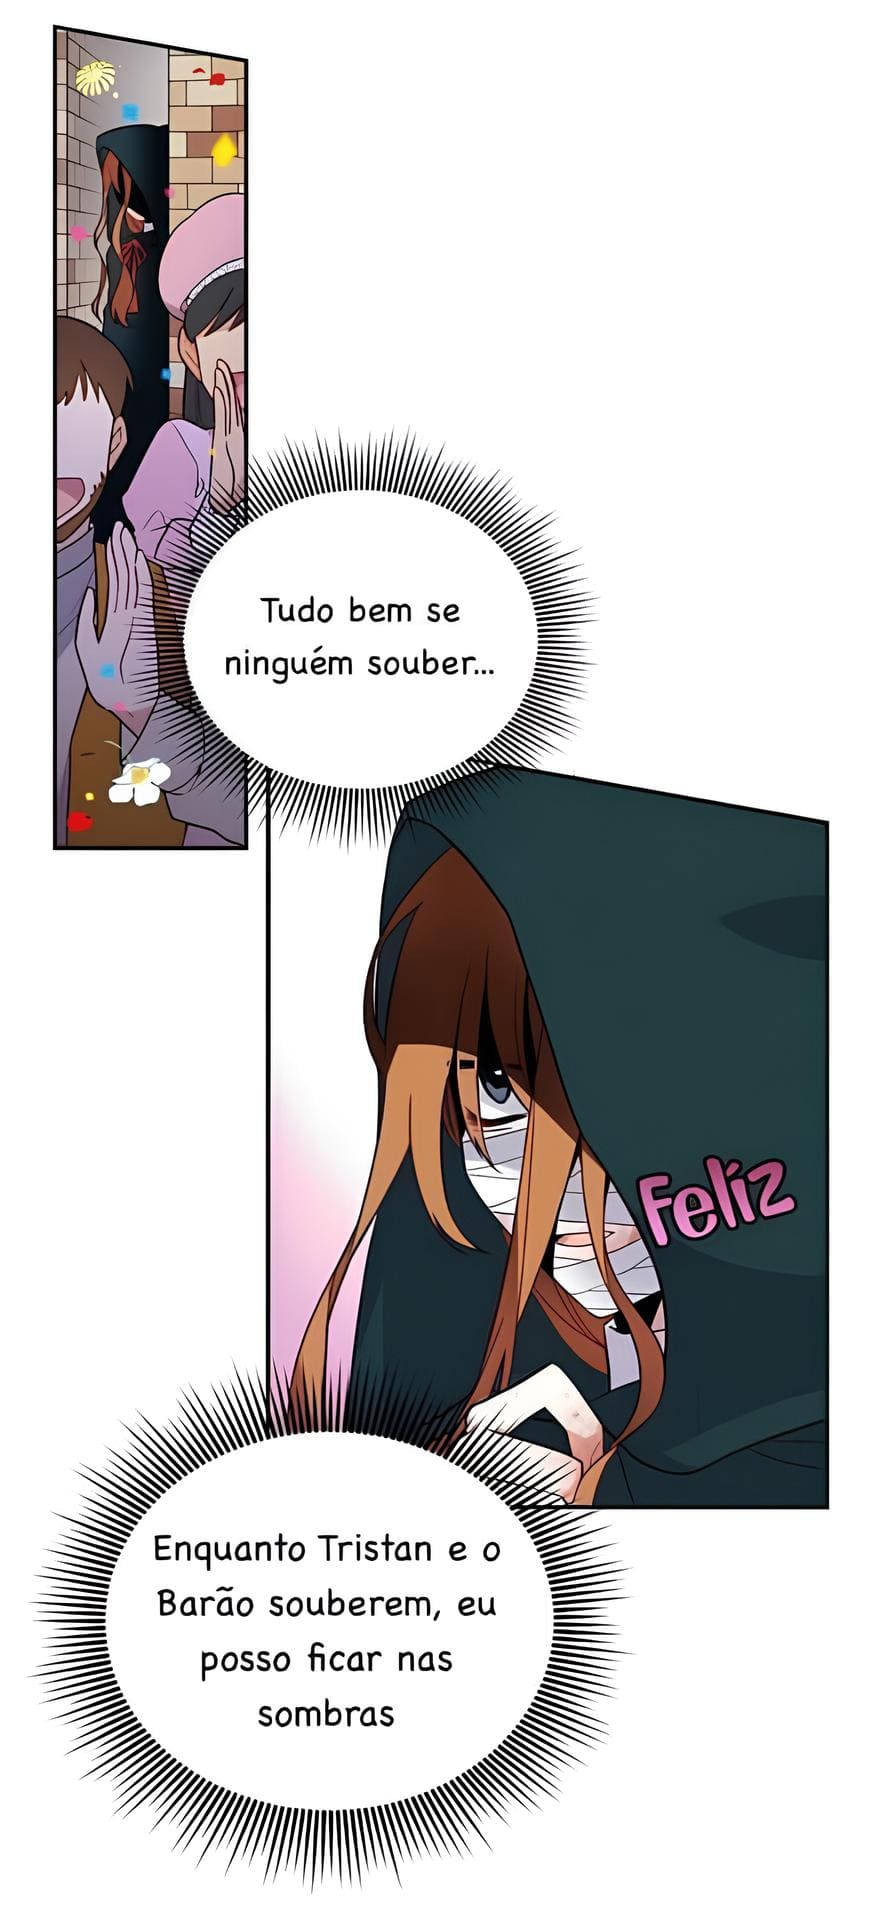 Tudo bem se
ninguém souber...
Felíz
Enquanto Tristan e o
Barão souberem, eu
posso ficar nas
sombras